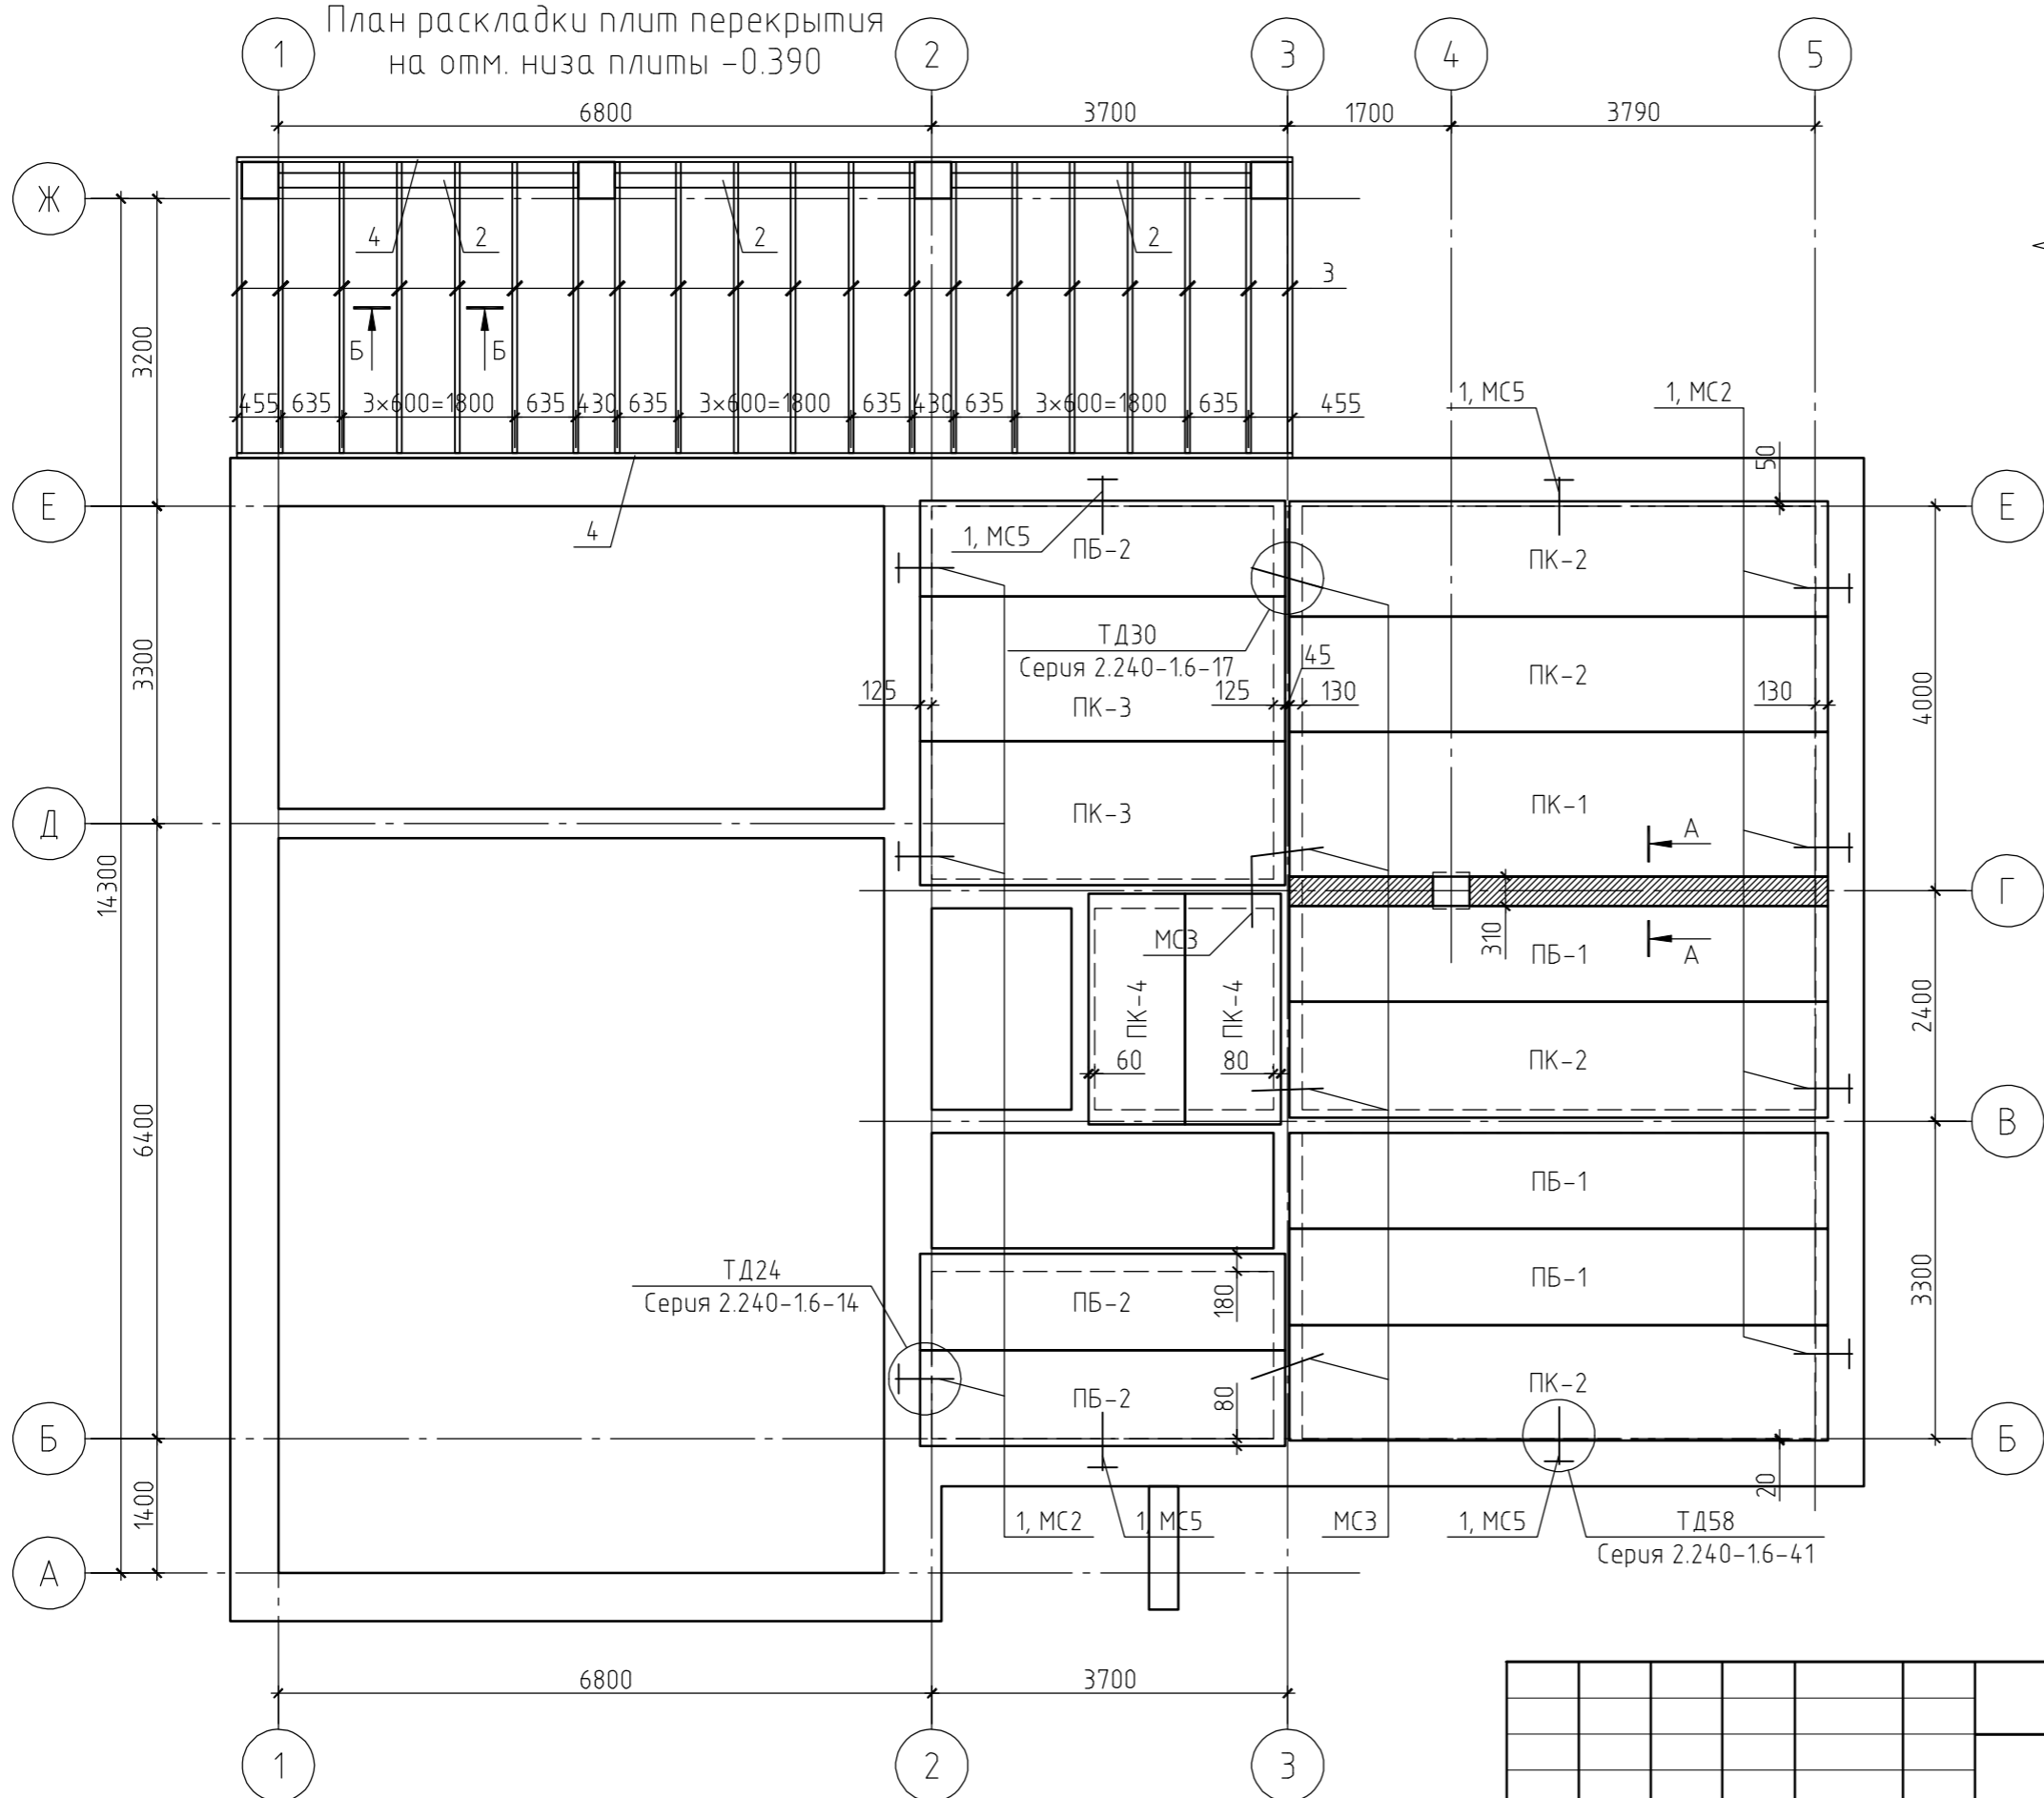 План раскладки плит перекрытия
на отм. низа плиты -0.390
1
2
3
4
5
6800
3700
1700
3790
Ж
4
2
2
2
3
Б
Б
3200
455
635
3×600=1800
635
430
635
3×600=1800
635
430
635
3×600=1800
635
455
1, МС5
1, МС2
50
Е
Е
4
1, МС5
ПБ-2
ПК-2
ТД30
Серия 2.240-1.6-17
45
3300
125
125
130
130
ПК-3
ПК-2
4000
Д
ПК-3
ПК-1
А
14300
Г
МС3
310
ПБ-1
А
ПК-4
ПК-4
2400
60
80
ПК-2
6400
В
ПБ-1
ТД24
Серия 2.240-1.6-14
ПБ-2
180
ПБ-1
3300
ПБ-2
80
ПК-2
Б
Б
20
1400
1, МС2
1, МС5
МС3
1, МС5
ТД58
Серия 2.240-1.6-41
А
6800
3700
1
2
3